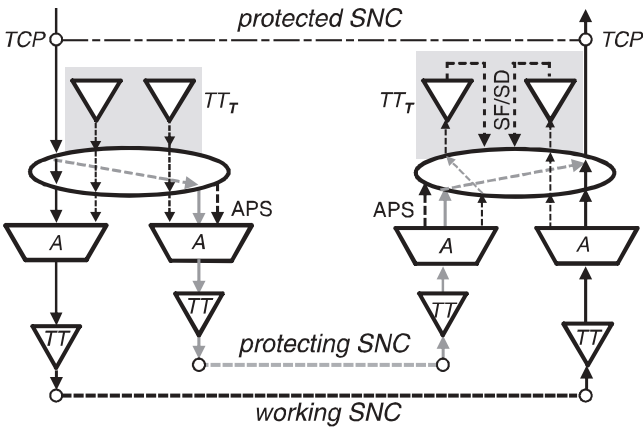 protected SNC
TCP
TCP
TT_T
TT_T
SF/SD
APS
APS
A
A
A
A
TT
TT
TT
TT
protecting SNC
working SNC